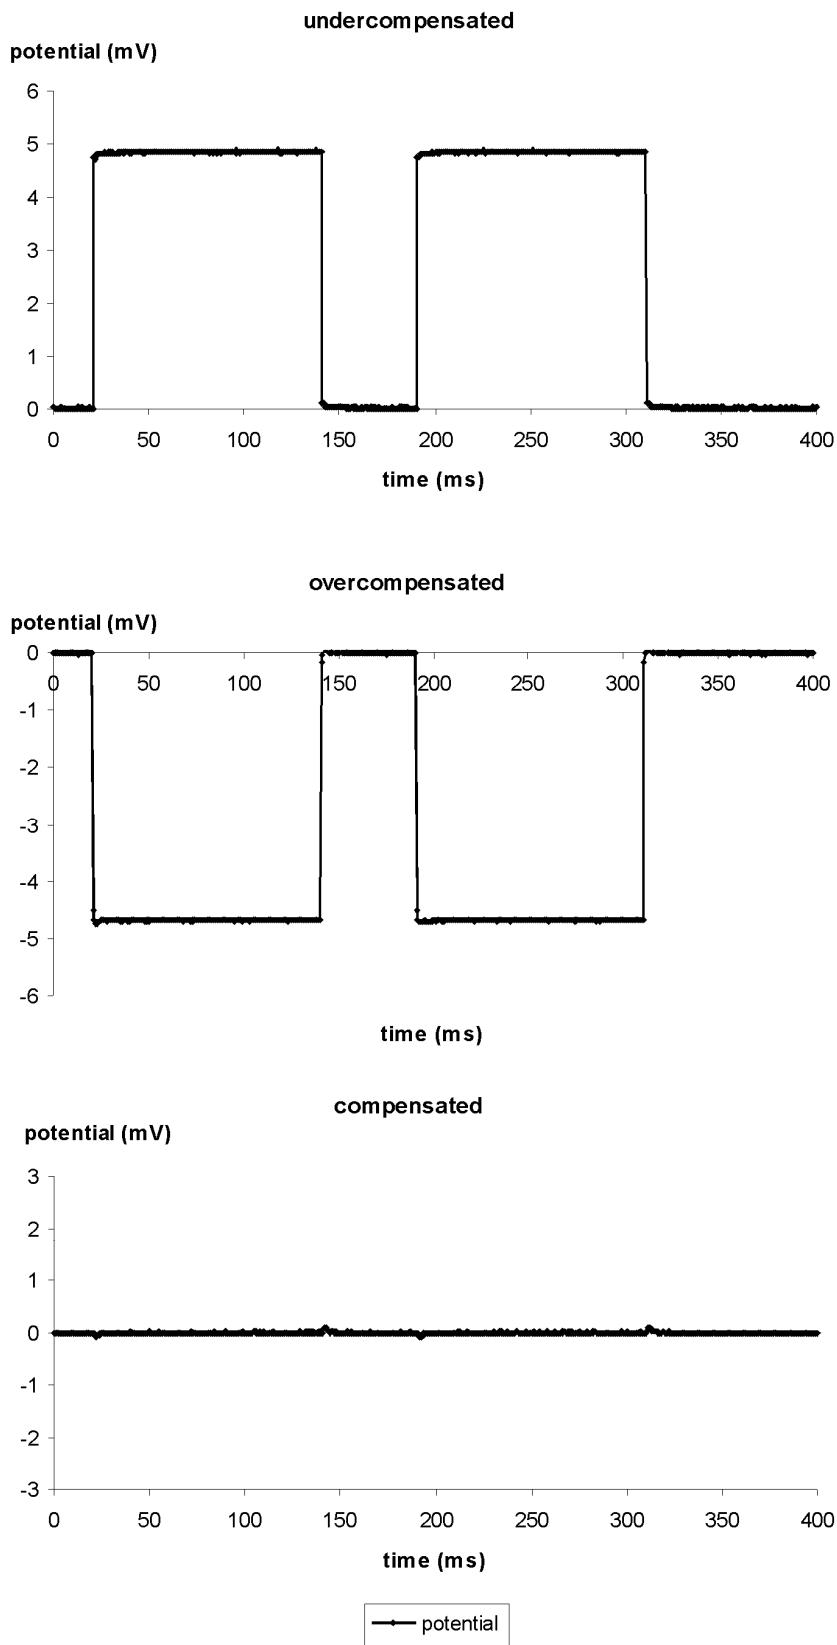 undercompensated
potential (mV)
6
5
4
3
2
1
0
0 50 100 150 200 250 300 350 400
time (ms)
overcompensated
potential (mV)
0
0 50 100 150 200 250 300 350 400
-1
-2
-3
-4
-5
-6
time (ms)
compensated
potential (mV)
3
2
1
0
-1
-2
-3
0 50 100 150 200 250 300 350 400
time (ms)
potential